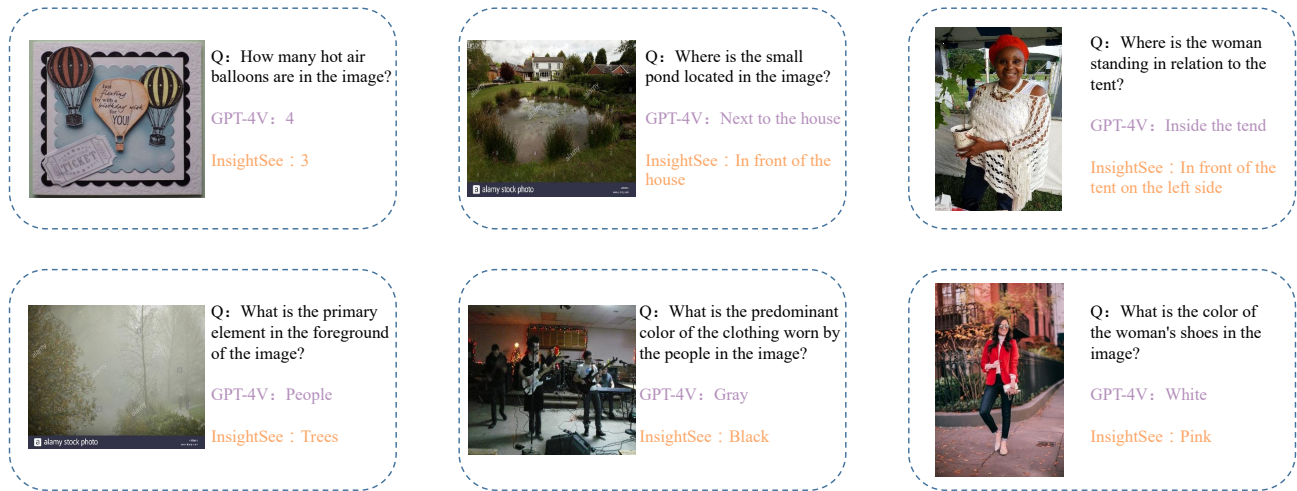 Q：How many hot air
balloons are in the image?
GPT-4V：4
InsightSee：3
TICKET
YOU!
Q：Where is the small
pond located in the image?
GPT-4V：Next to the house
InsightSee：In front of the
house
a alamy stock photo
Q：Where is the woman
standing in relation to the
tent?
GPT-4V：Inside the tend
InsightSee：In front of the
tent on the left side
Q：What is the primary
element in the foreground
of the image?
GPT-4V：People
InsightSee：Trees
alamy
a alamy stock photo
Q：What is the predominant
color of the clothing worn by
the people in the image?
GPT-4V：Gray
InsightSee：Black
Q：What is the color of
the woman's shoes in the
image?
GPT-4V：White
InsightSee：Pink